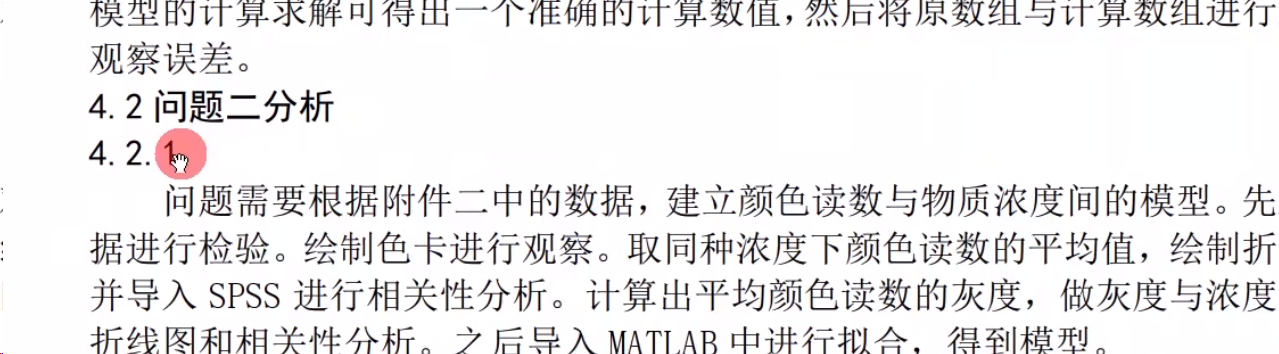 模型的计算求解可得出一个准确的计算数值，然后将原数组与计算数组进行
观察误差。
4.2 问题二分析
4.2.1
问题需要根据附件二中的数据，建立颜色读数与物质浓度间的模型。先
据进行检验。绘制色卡进行观察。取同种浓度下颜色读数的平均值，绘制折
并导入 SPSS 进行相关性分析。计算出平均颜色读数的灰度，做灰度与浓度
折线图和相关性分析。之后导入 MATLAB 中进行拟合，得到模型。